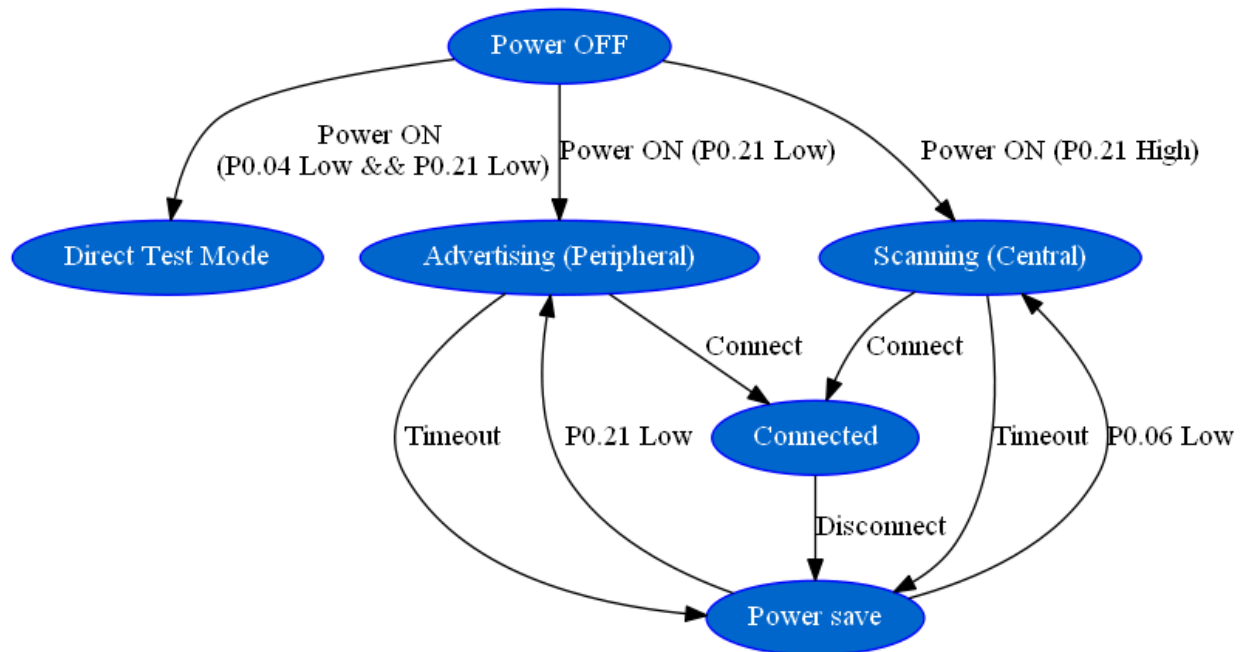 Power OFF
Power ON
(P0.04 Low && P0.21 Low)
Power ON (P0.21 Low)
Power ON (P0.21 High)
Direct Test Mode
Advertising (Peripheral)
Scanning (Central)
Connect
Connect
Timeout
P0.21 Low
Connected
Timeout
P0.06 Low
Disconnect
Power save